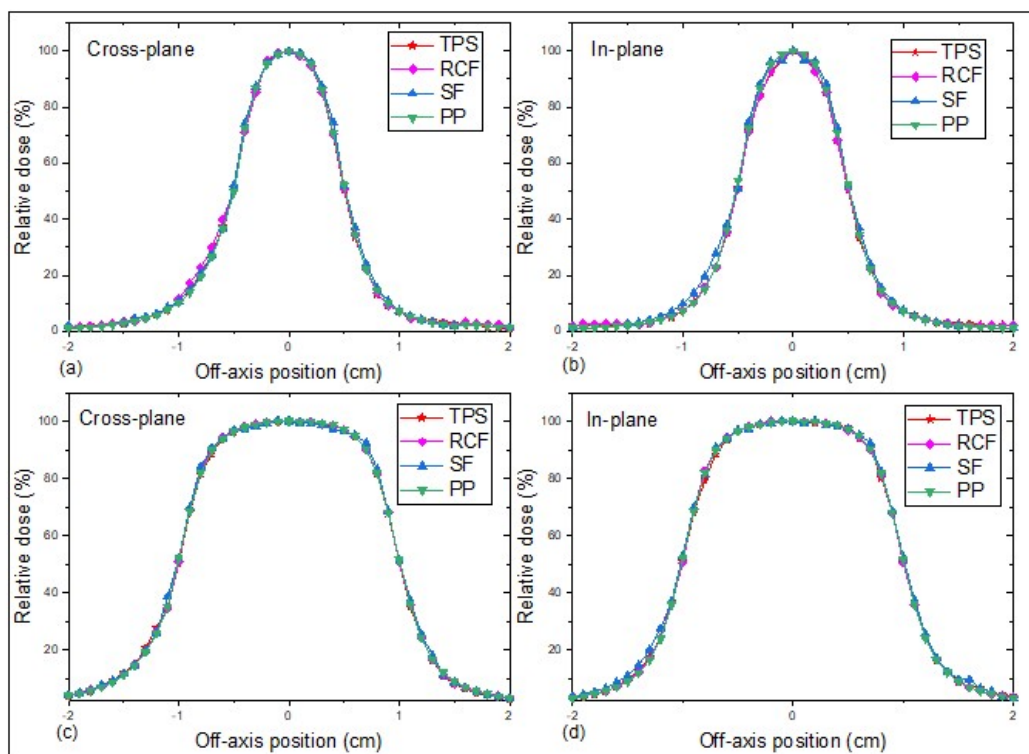 Cross-plane
TPS
RCF
SF
PP
Relative dose (%)
100
80
60
40
20
0
-2
-1
0
1
2
(a)
Off-axis position (cm)
In-plane
TPS
RCF
SF
PP
Relative dose (%)
100
80
60
40
20
0
-2
-1
0
1
2
(b)
Off-axis position (cm)
Cross-plane
TPS
RCF
SF
PP
Relative dose (%)
100
80
60
40
20
-2
-1
0
1
2
(c)
Off-axis position (cm)
In-plane
TPS
RCF
SF
PP
Relative dose (%)
100
80
60
40
20
-2
-1
0
1
2
(d)
Off-axis position (cm)